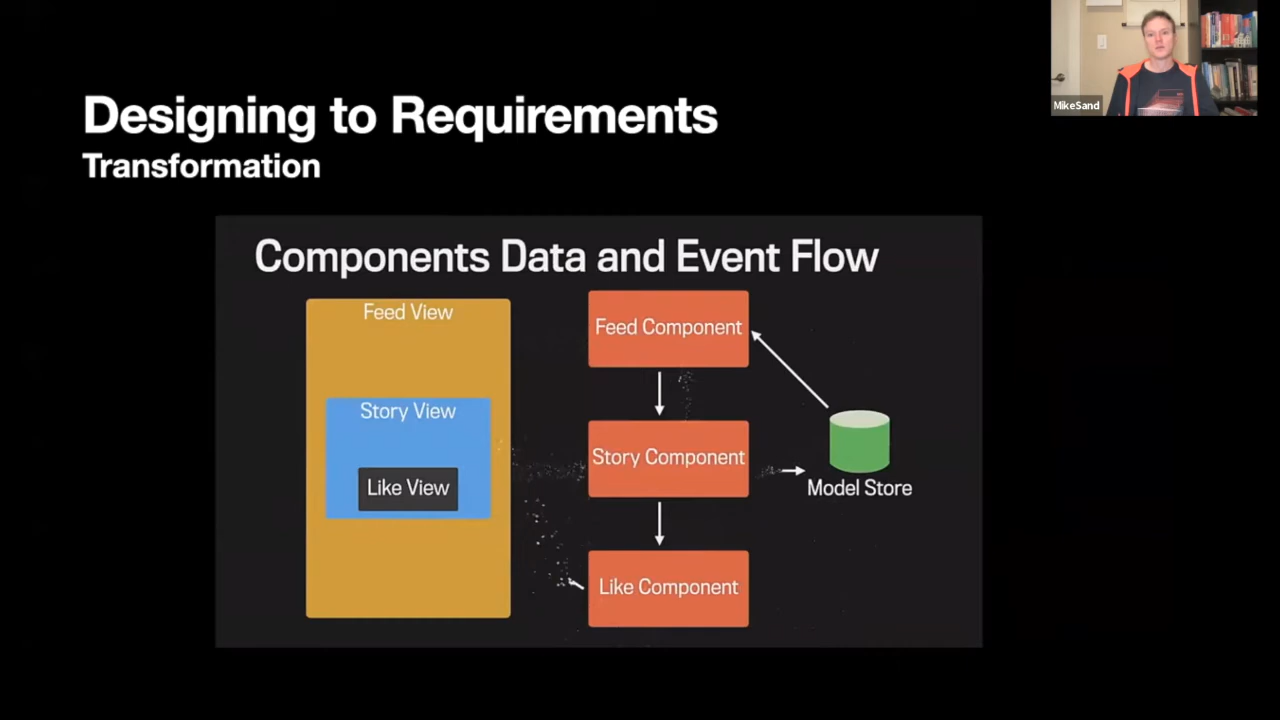 MikeSand
Designing to Requirements
Transformation
Components Data and Event Flow
Feed View
Story View
Like View
Feed Component
Story Component
Like Component
Model Store